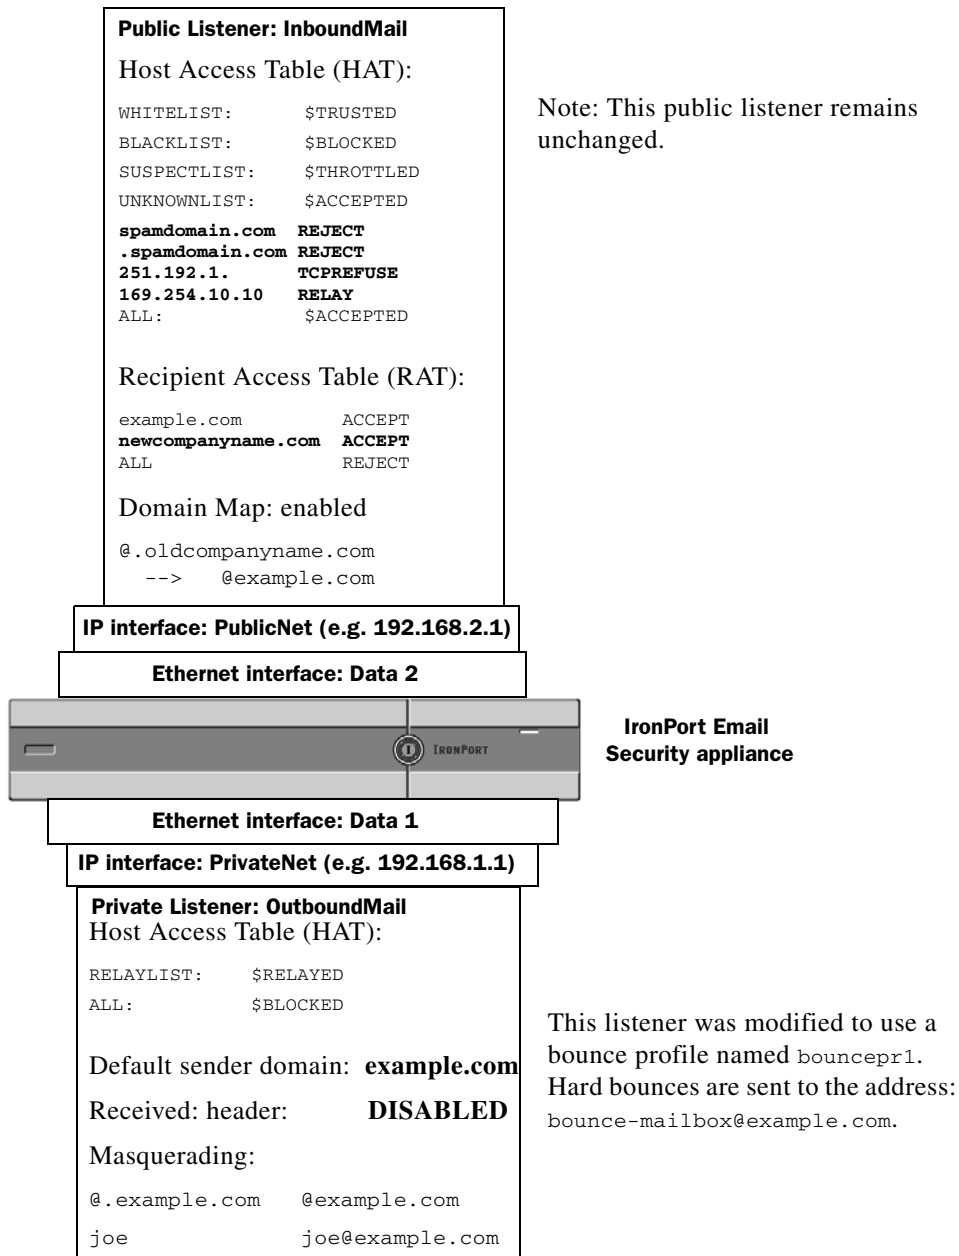 Public Listener: InboundMail
Host Access Table (HAT):
WHITELIST: $TRUSTED
BLACKLIST: $BLOCKED
SUSPECTLIST: $THROTTLED
UNKNOWNLIST: $ACCEPTED
spamdomain.com REJECT
.spamdomain.com REJECT
251.192.1. TCPREFUSE
169.254.10.10 RELAY
ALL: $ACCEPTED
Note: This public listener remains
unchanged.
Recipient Access Table (RAT):
example.com ACCEPT
newcompanyname.com ACCEPT
ALL REJECT
Domain Map: enabled
@.oldcompanyname.com
--> @example.com
IP interface: PublicNet (e.g. 192.168.2.1)
Ethernet interface: Data 2
IRONPORT
IronPort Email
Security appliance
Ethernet interface: Data 1
IP interface: PrivateNet (e.g. 192.168.1.1)
Private Listener: OutboundMail
Host Access Table (HAT):
RELAYLIST: $RELAYED
ALL: $BLOCKED
Default sender domain: example.com
Received: header: DISABLED
Masquerading:
@.example.com @example.com
joe joe@example.com
This listener was modified to use a
bounce profile named bouncepr1.
Hard bounces are sent to the address:
bounce-mailbox@example.com.